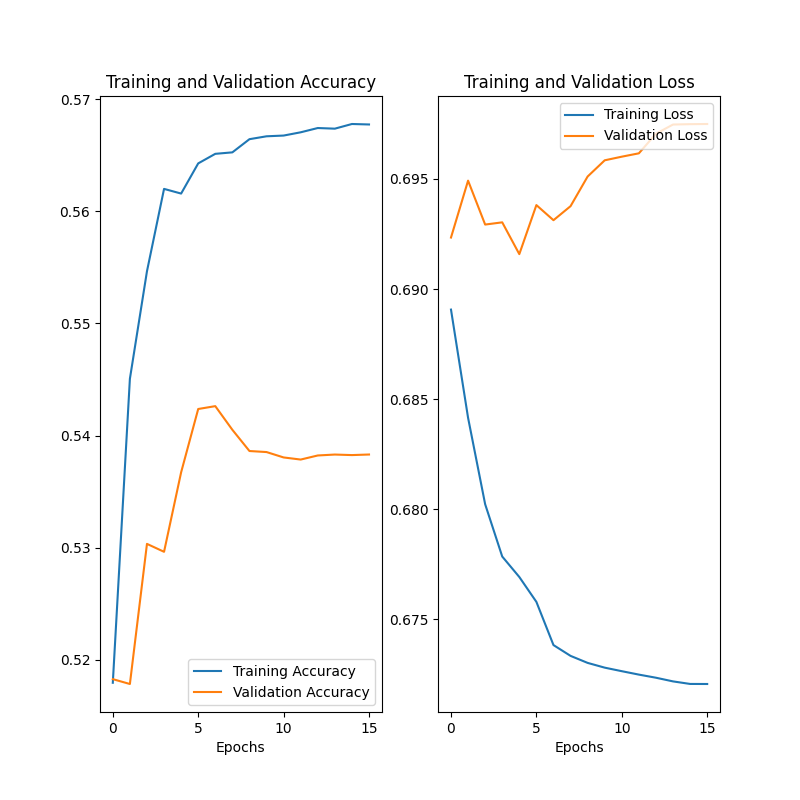 Training and Validation Accuracy
0.57
0.56
0.55
0.54
0.53
0.52
Training Accuracy
Validation Accuracy
0 5 10 15
Epochs
Training and Validation Loss
Training Loss
Validation Loss
0.695
0.690
0.685
0.680
0.675
0 5 10 15
Epochs